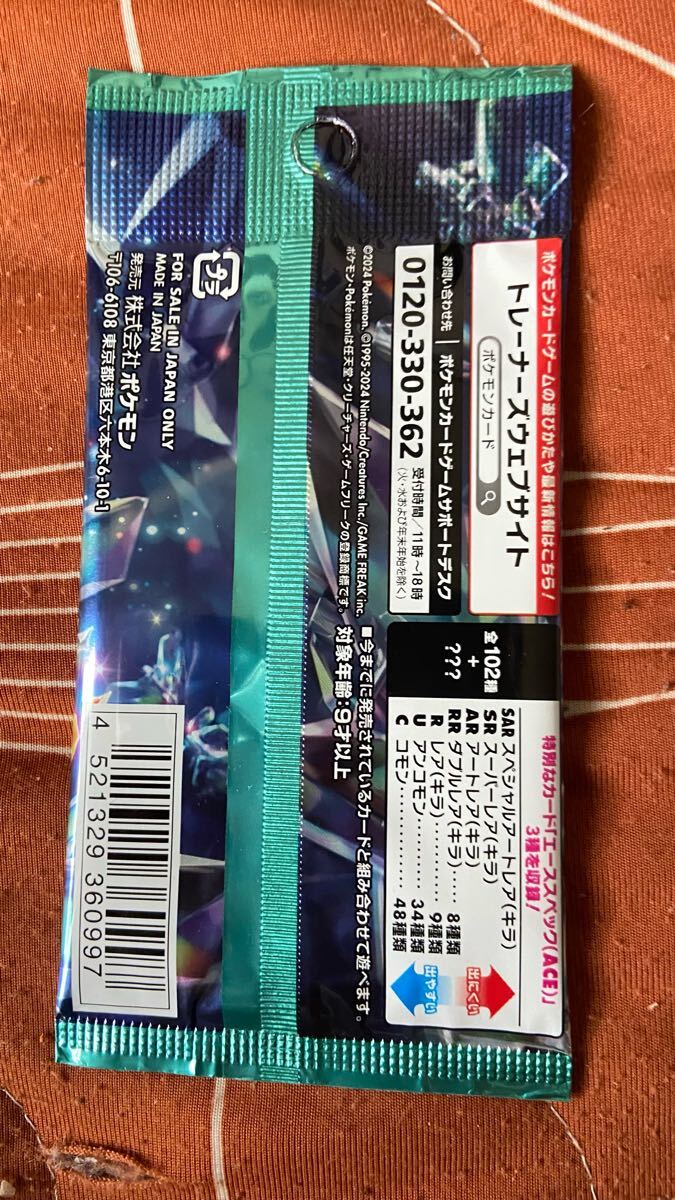 ポケモンカードゲームの遊びかたや最新情報はこちら！
トレーナーズウェブサイト
ポケモンカード
お問い合わせ先
ポケモンカードゲームサポートデスク
0120-330-362
受付時間／11時～18時
(火・水および年末年始を除く)
©2024 Pokémon. ©1995-2024 Nintendo/Creatures Inc./GAME FREAK inc.
ポケモン・Pokémonは任天堂・クリーチャーズ・ゲームフリークの登録商標です。
特別なカード「エーススペック(ACE)」
3種を収録！
全102種
+
???
SAR スペシャルアートレア(キラ)
SR スーパーレア(キラ)
AR アートレア(キラ)
RR ダブルレア(キラ)‥‥ 8種類
R レア(キラ)‥‥‥‥‥ 9種類
U アンコモン‥‥‥‥‥ 34種類
C コモン‥‥‥‥‥‥‥ 48種類
出にくい
出やすい
■今までに発売されているカードと組み合わせて遊べます。
対象年齢：9才以上
プラ
FOR SALE IN JAPAN ONLY
MADE IN JAPAN
発売元 株式会社ポケモン
〒106-6108 東京都港区六本木6-10-1
4 521329 360997